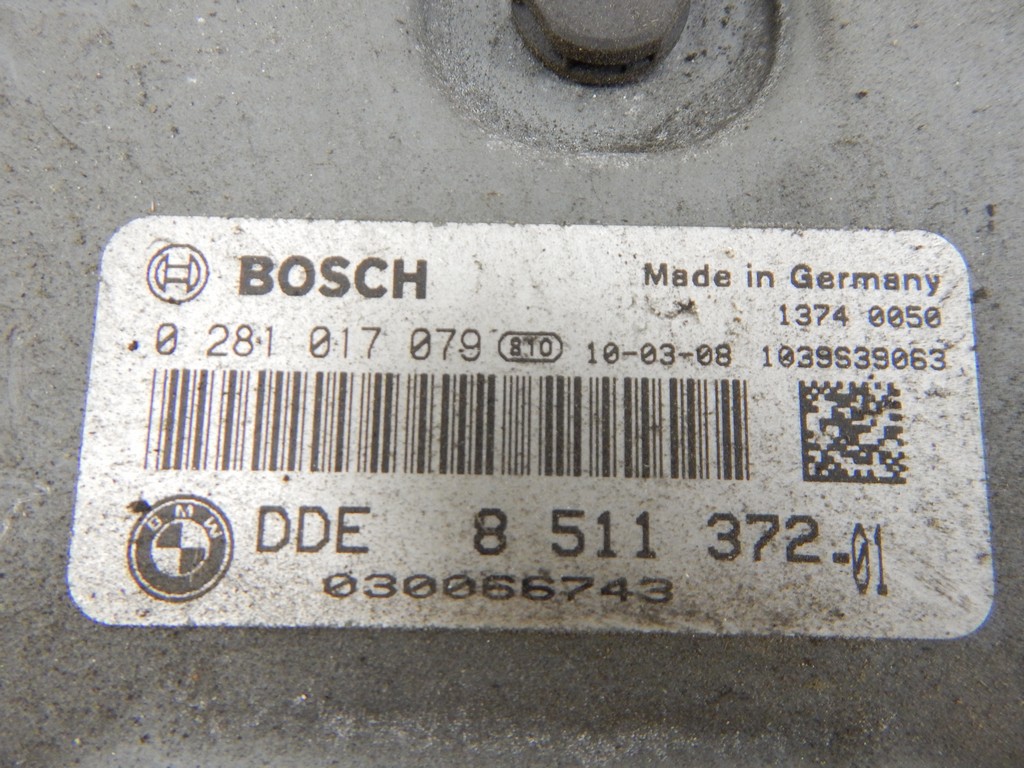 BOSCH
Made in Germany
1374 0050
0 281 017 079 810 10-03-08 1039S39063
BMW
DDE 8 511 372-01
030066743